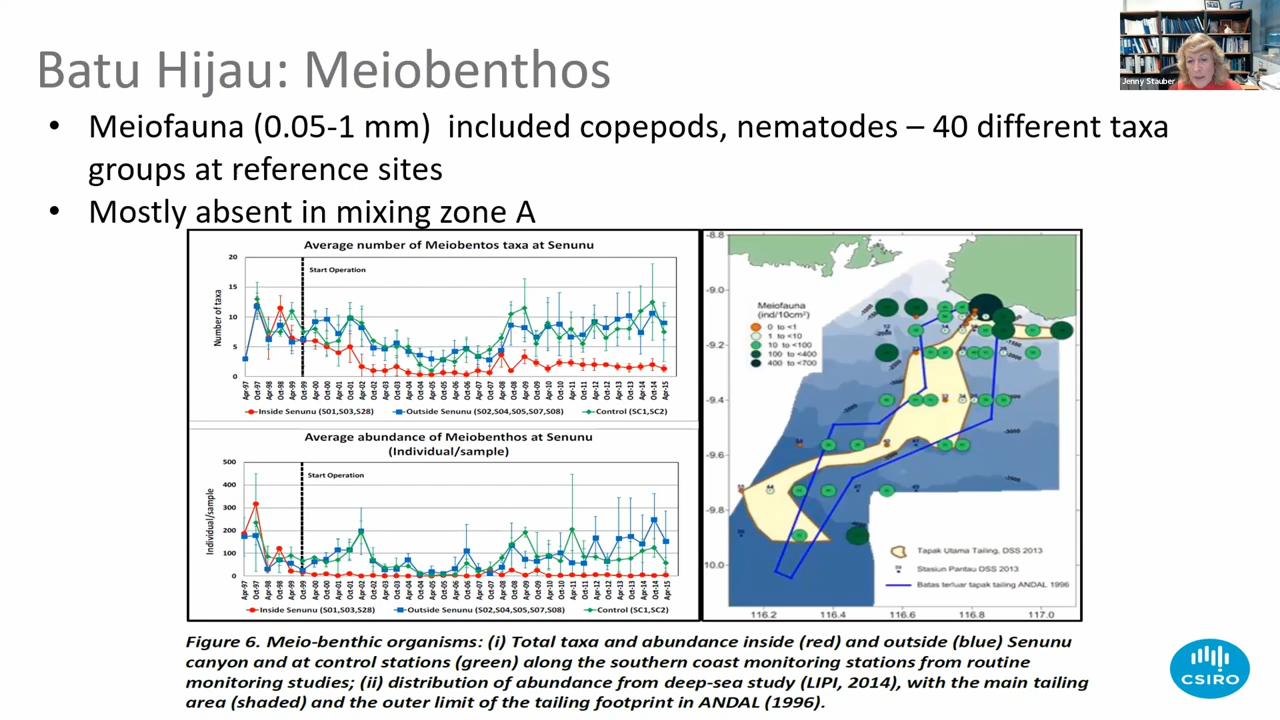 Batu Hijau: Meiobenthos
Jenny Stauber
• Meiofauna (0.05-1 mm)  included copepods, nematodes – 40 different taxa
groups at reference sites
• Mostly absent in mixing zone A
Average number of Meiobentos taxa at Senunu
Start Operation
Number of taxa
20
15
10
5
0
Apr-97 Oct-97 Apr-98 Oct-98 Apr-99 Oct-99 Apr-00 Oct-00 Apr-01 Oct-01 Apr-02 Oct-02 Apr-03 Oct-03 Apr-04 Oct-04 Apr-05 Oct-05 Apr-06 Oct-06 Apr-07 Oct-07 Apr-08 Oct-08 Apr-09 Oct-09 Apr-10 Oct-10 Apr-11 Oct-11 Apr-12 Oct-12 Apr-13 Oct-13 Apr-14 Oct-14 Apr-15
Inside Senunu (S01,S03,S28) Outside Senunu (S02,S04,S05,S07,S08) Control (SC1,SC2)
Average abundance of Meiobenthos at Senunu
(Individual/sample)
Start Operation
Individual/sample
500
400
300
200
100
0
Inside Senunu (S01,S03,S28) Outside Senunu (S02,S04,S05,S07,S08) Control (SC1,SC2)
-8.8
-9.0
-9.2
-9.4
-9.6
-9.8
10.0
Meiofauna
(ind/10cm²)
0 to <1
1 to <10
10 to <100
100 to <400
400 to <700
Tapak Utama Tailing, DSS 2013
Stasiun Pantau DSS 2013
Batas terluar tapak tailing ANDAL 1996
116.2 116.4 116.6 116.8 117.0
Figure 6. Meio-benthic organisms: (i) Total taxa and abundance inside (red) and outside (blue) Senunu
canyon and at control stations (green) along the southern coast monitoring stations from routine
monitoring studies; (ii) distribution of abundance from deep-sea study (LIPI, 2014), with the main tailing
area (shaded) and the outer limit of the tailing footprint in ANDAL (1996).
CSIRO